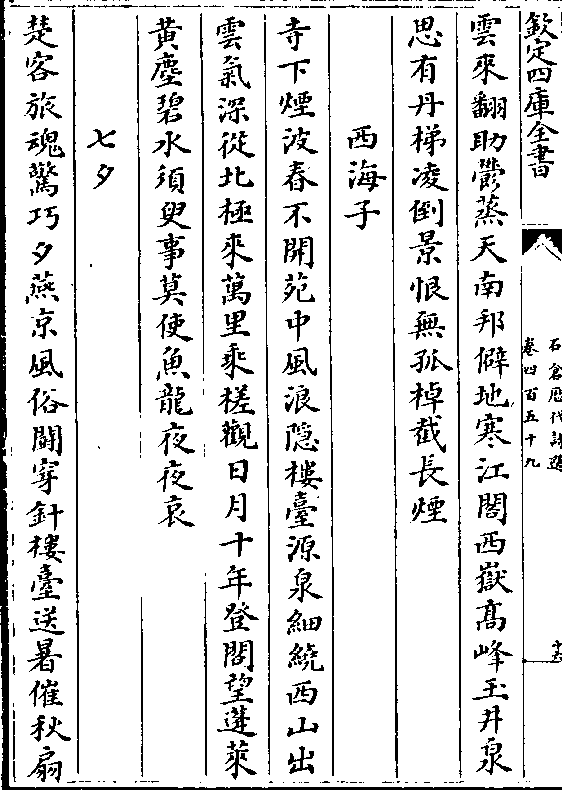 欽定四庫全書
石倉歷代詩選
卷四百五十九
雲來翻助鬱蒸天南邦僻地寒江閣西嶽髙峰玉井泉
思有丹梯凌倒景恨無孤棹截長煙
西海子
寺下煙波春不開苑中風浪隱樓臺源泉細繞西山出
雲氣深從北極來萬里乘槎觀日月十年登閣望蓬萊
黄塵碧水須臾事莫使魚龍夜夜哀
七夕
楚客旅魂驚巧夕燕京風俗鬭穿針樓臺送暑催秋扇